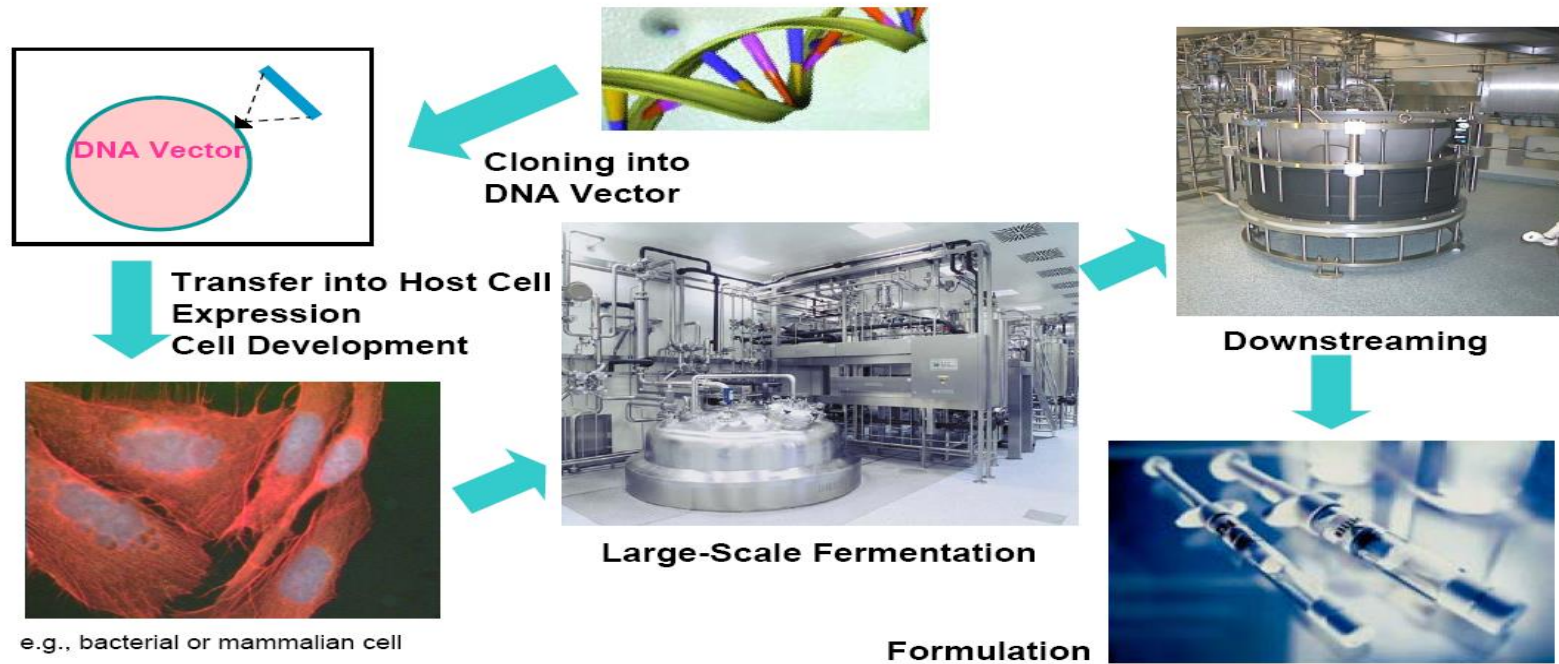 DNA Vector
Cloning into
DNA Vector
Transfer into Host Cell
Expression
Cell Development
e.g., bacterial or mammalian cell
Large-Scale Fermentation
Downstreaming
Formulation